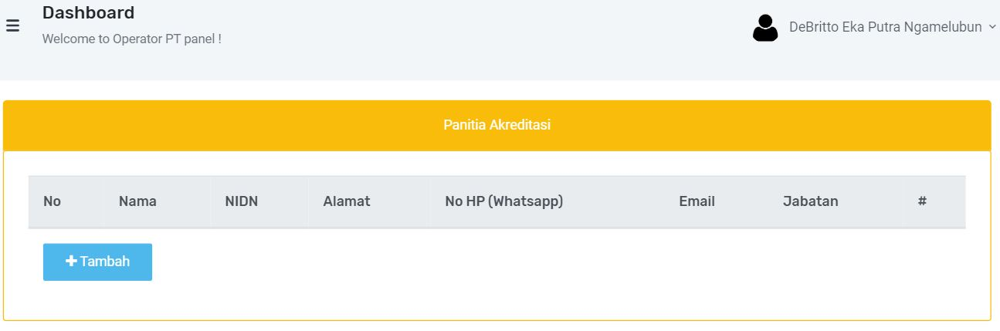 Dashboard
Welcome to Operator PT panel !
DeBritto Eka Putra Ngamelubun
Panitia Akreditasi
No Nama NIDN Alamat No HP (Whatsapp) Email Jabatan #
Tambah